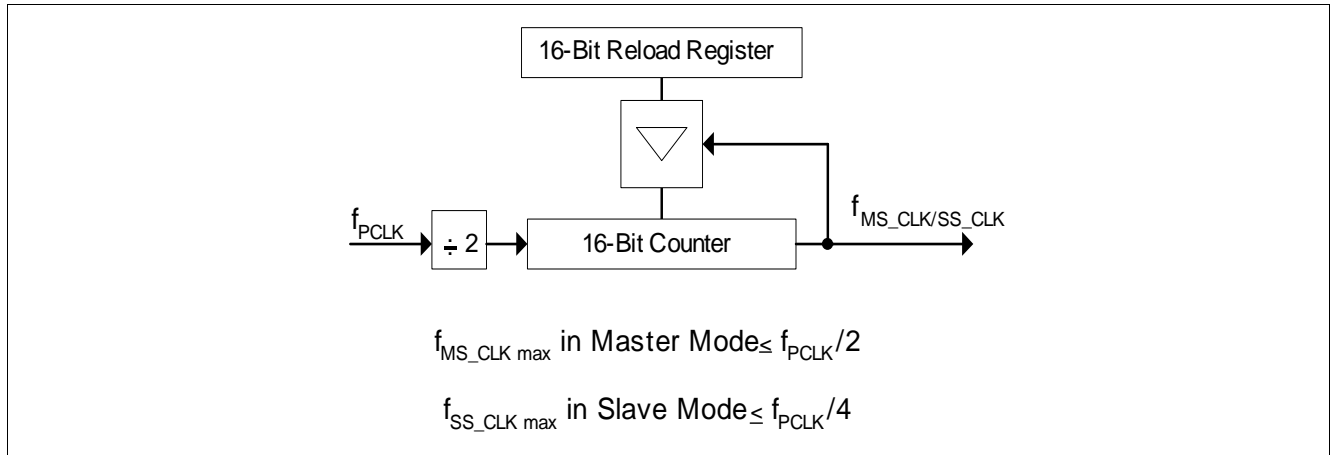 16-Bit Reload Register
f_PCLK
÷ 2
16-Bit Counter
f_MS_CLK/SS_CLK
f_MS_CLK max in Master Mode≤ f_PCLK/2
f_SS_CLK max in Slave Mode≤ f_PCLK/4